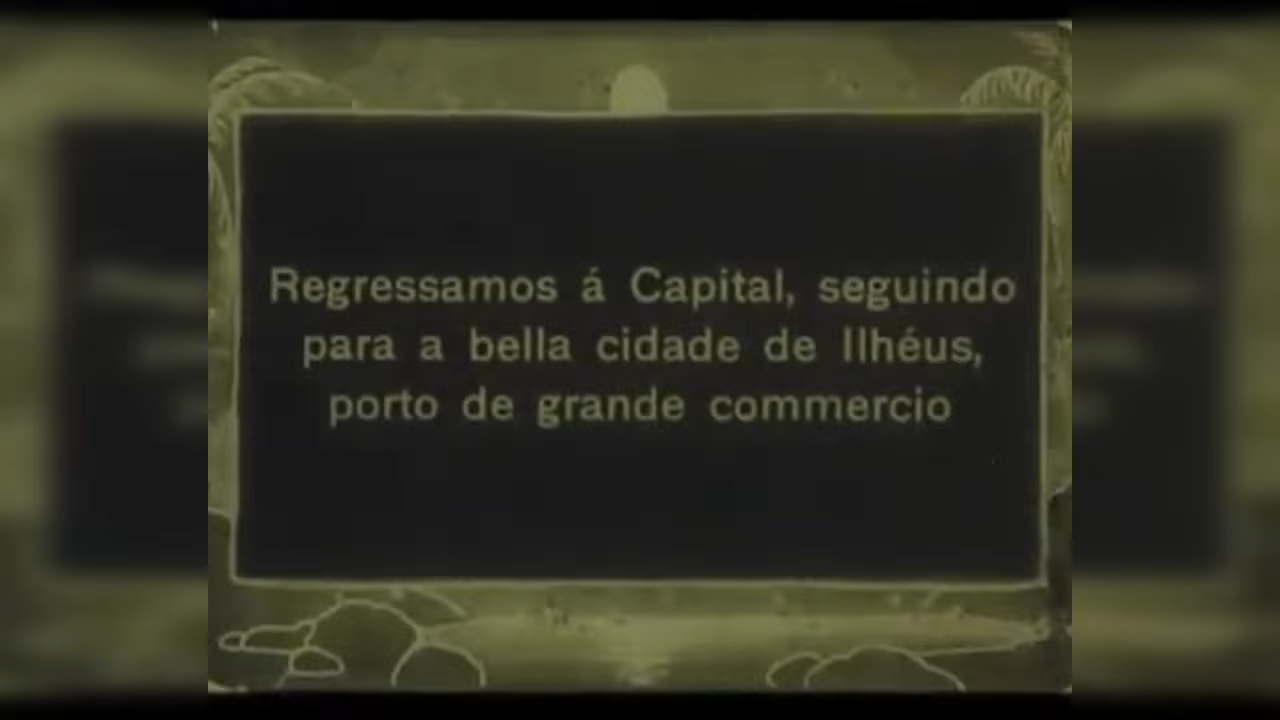 Regressamos á Capital, seguindo
para a bella cidade de Ilhéus,
porto de grande commercio